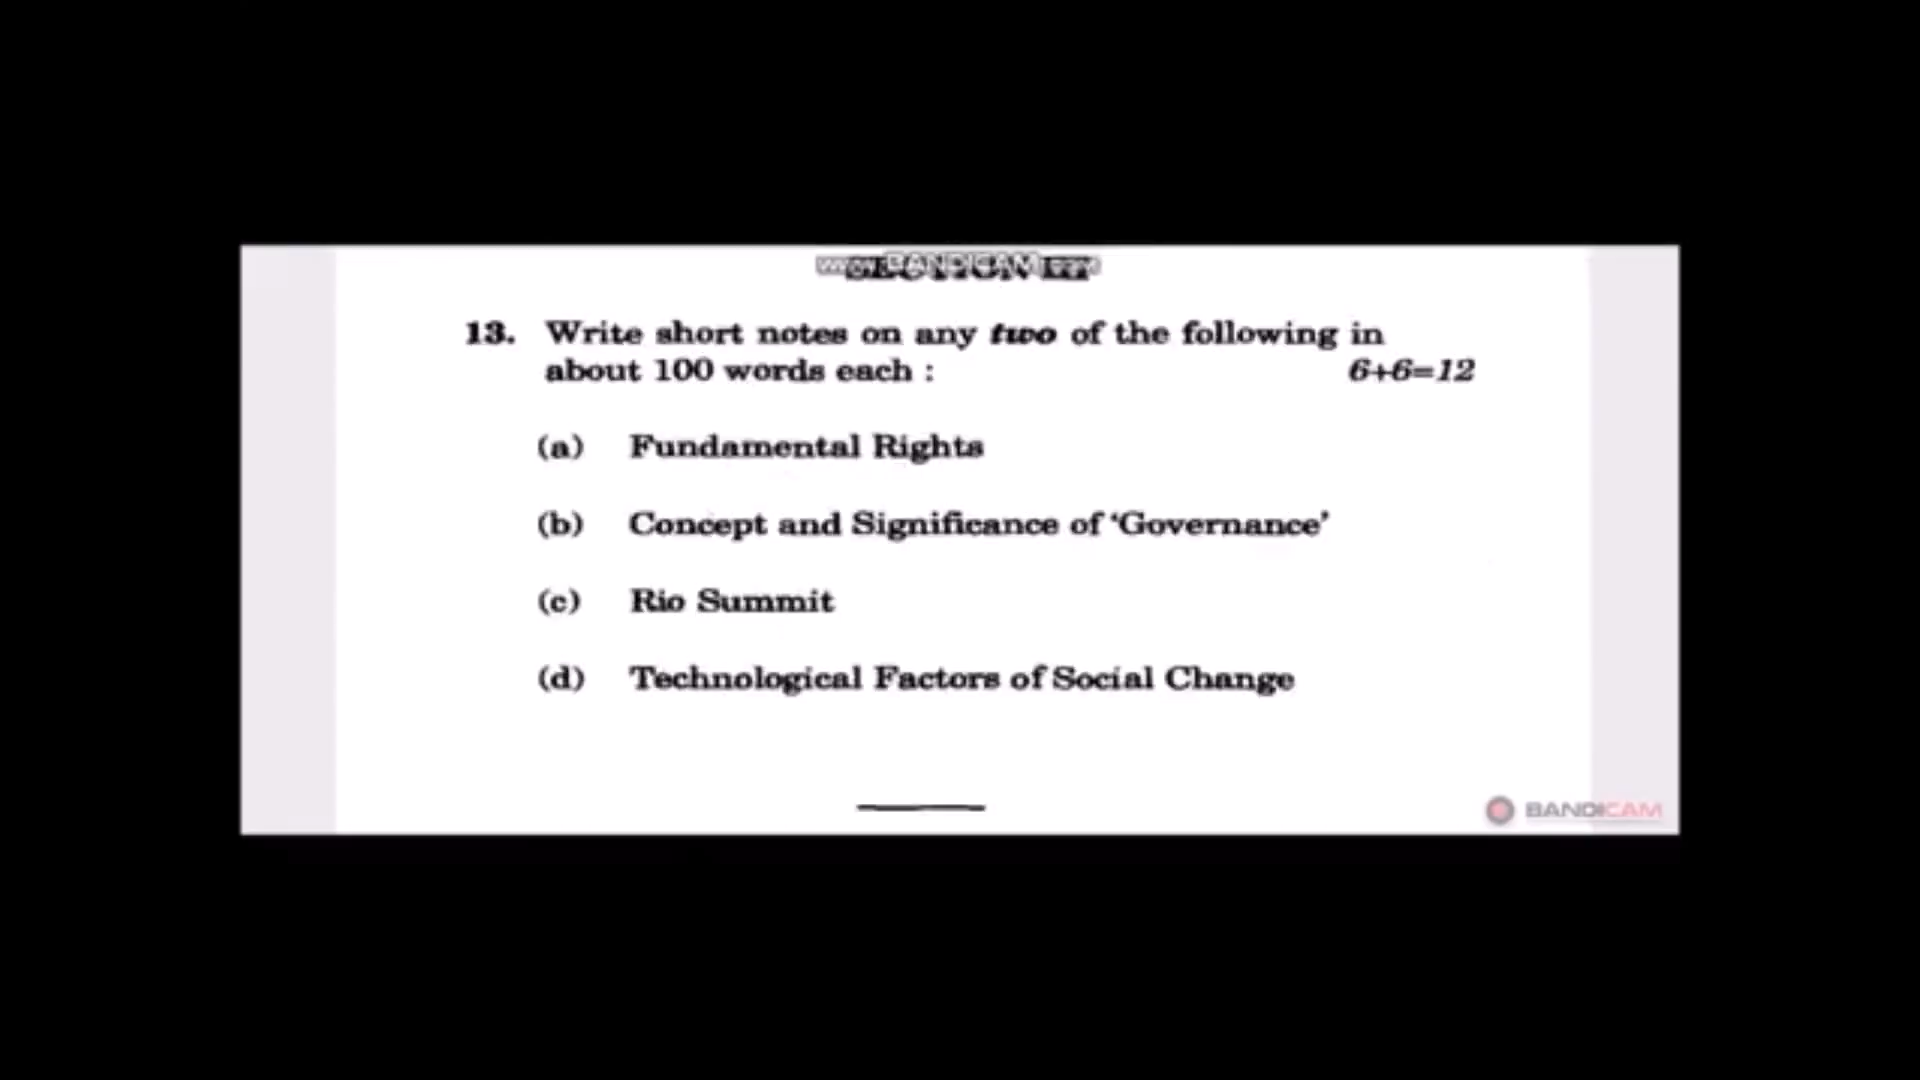 13. Write short notes on any two of the following in
about 100 words each : 6+6=12
(a) Fundamental Rights
(b) Concept and Significance of ‘Governance’
(c) Rio Summit
(d) Technological Factors of Social Change
BANDICAM